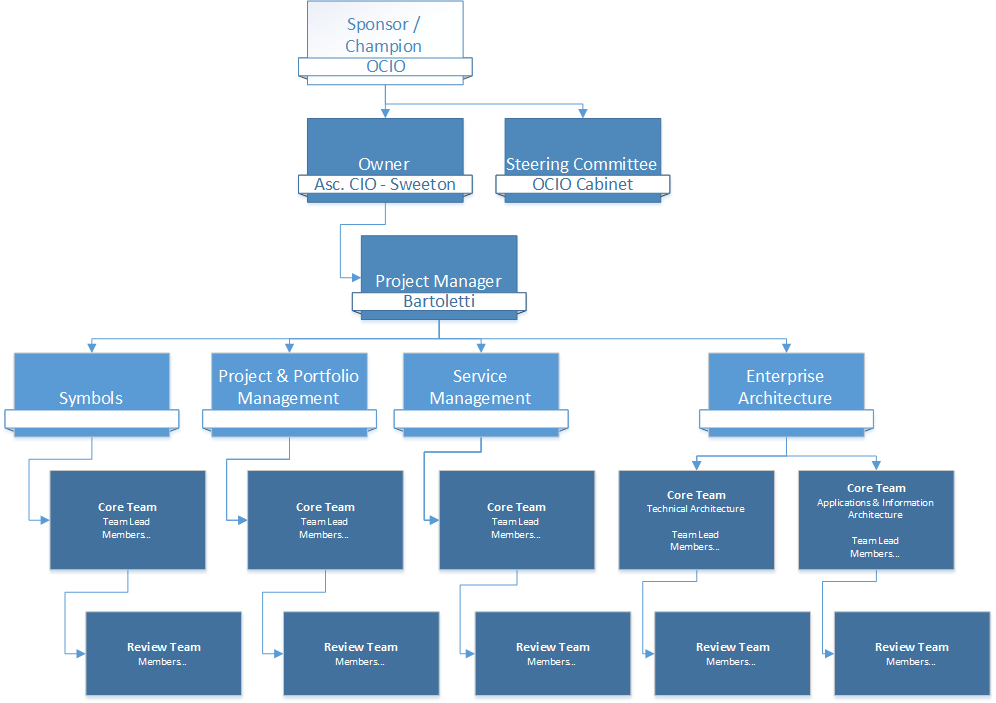 Sponsor /
Champion
OCIO
Owner
Asc. CIO - Sweeton
Steering Committee
OCIO Cabinet
Project Manager
Bartoletti
Symbols
Project & Portfolio
Management
Service
Management
Enterprise
Architecture
Core Team
Team Lead
Members...
Core Team
Team Lead
Members...
Core Team
Team Lead
Members...
Core Team
Technical Architecture
Team Lead
Members...
Core Team
Applications & Information
Architecture
Team Lead
Members...
Review Team
Members...
Review Team
Members...
Review Team
Members...
Review Team
Members...
Review Team
Members...